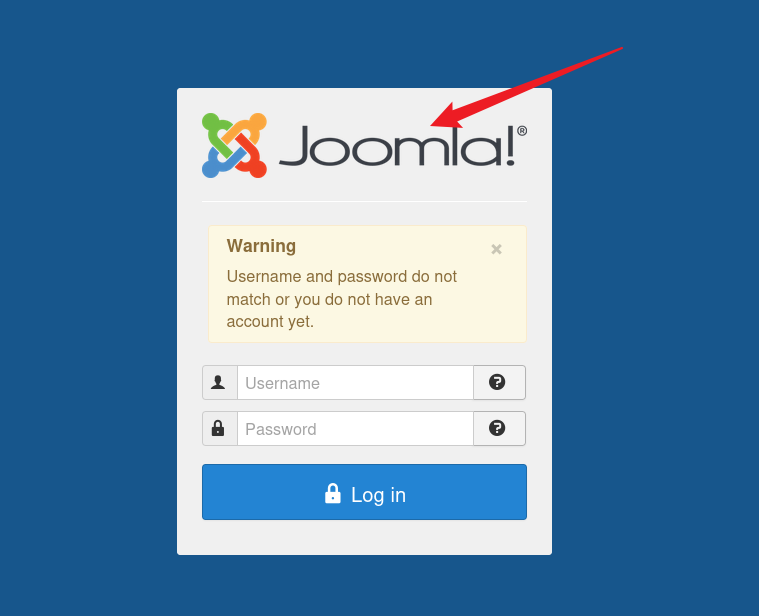 Joomla!®
Warning
×
Username and password do not
match or you do not have an
account yet.
Username
?
Password
?
Log in